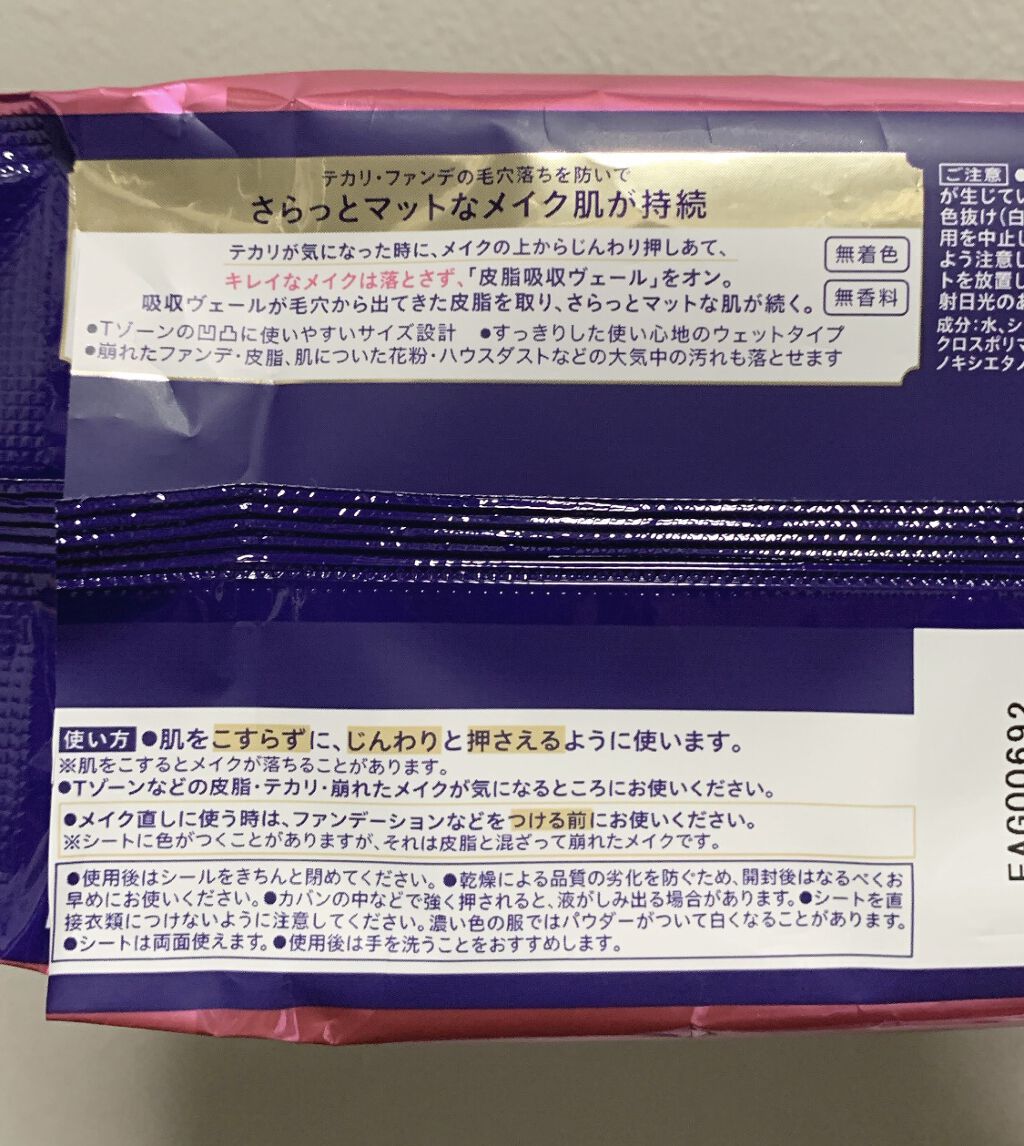 テカリ・ファンデの毛穴落ちを防いで
さらっとマットなメイク肌が持続
テカリが気になった時に、メイクの上からじんわり押しあて、
キレイなメイクは落とさず、「皮脂吸収ヴェール」をオン。
吸収ヴェールが毛穴から出てきた皮脂を取り、さらっとマットな肌が続く。
無着色
無香料
●Tゾーンの凹凸に使いやすいサイズ設計 ●すっきりした使い心地のウェットタイプ
●崩れたファンデ・皮脂、肌についた花粉・ハウスダストなどの大気中の汚れも落とせます
ご注意 ●
が生じてい
色抜け(白
用を中止し
よう注意し
トを放置し
射日光のあ
成分:水、シ
クロスポリマ
ノキシエタノ
使い方 ●肌をこすらずに、じんわりと押さえるように使います。
※肌をこするとメイクが落ちることがあります。
●Tゾーンなどの皮脂・テカリ・崩れたメイクが気になるところにお使いください。
●メイク直しに使う時は、ファンデーションなどをつける前にお使いください。
※シートに色がつくことがありますが、それは皮脂と混ざって崩れたメイクです。
●使用後はシールをきちんと閉めてください。●乾燥による品質の劣化を防ぐため、開封後はなるべくお
早めにお使いください。●カバンの中などで強く押されると、液がしみ出る場合があります。●シートを直
接衣類につけないように注意してください。濃い色の服ではパウダーがついて白くなることがあります。
●シートは両面使えます。●使用後は手を洗うことをおすすめします。
EAG00692